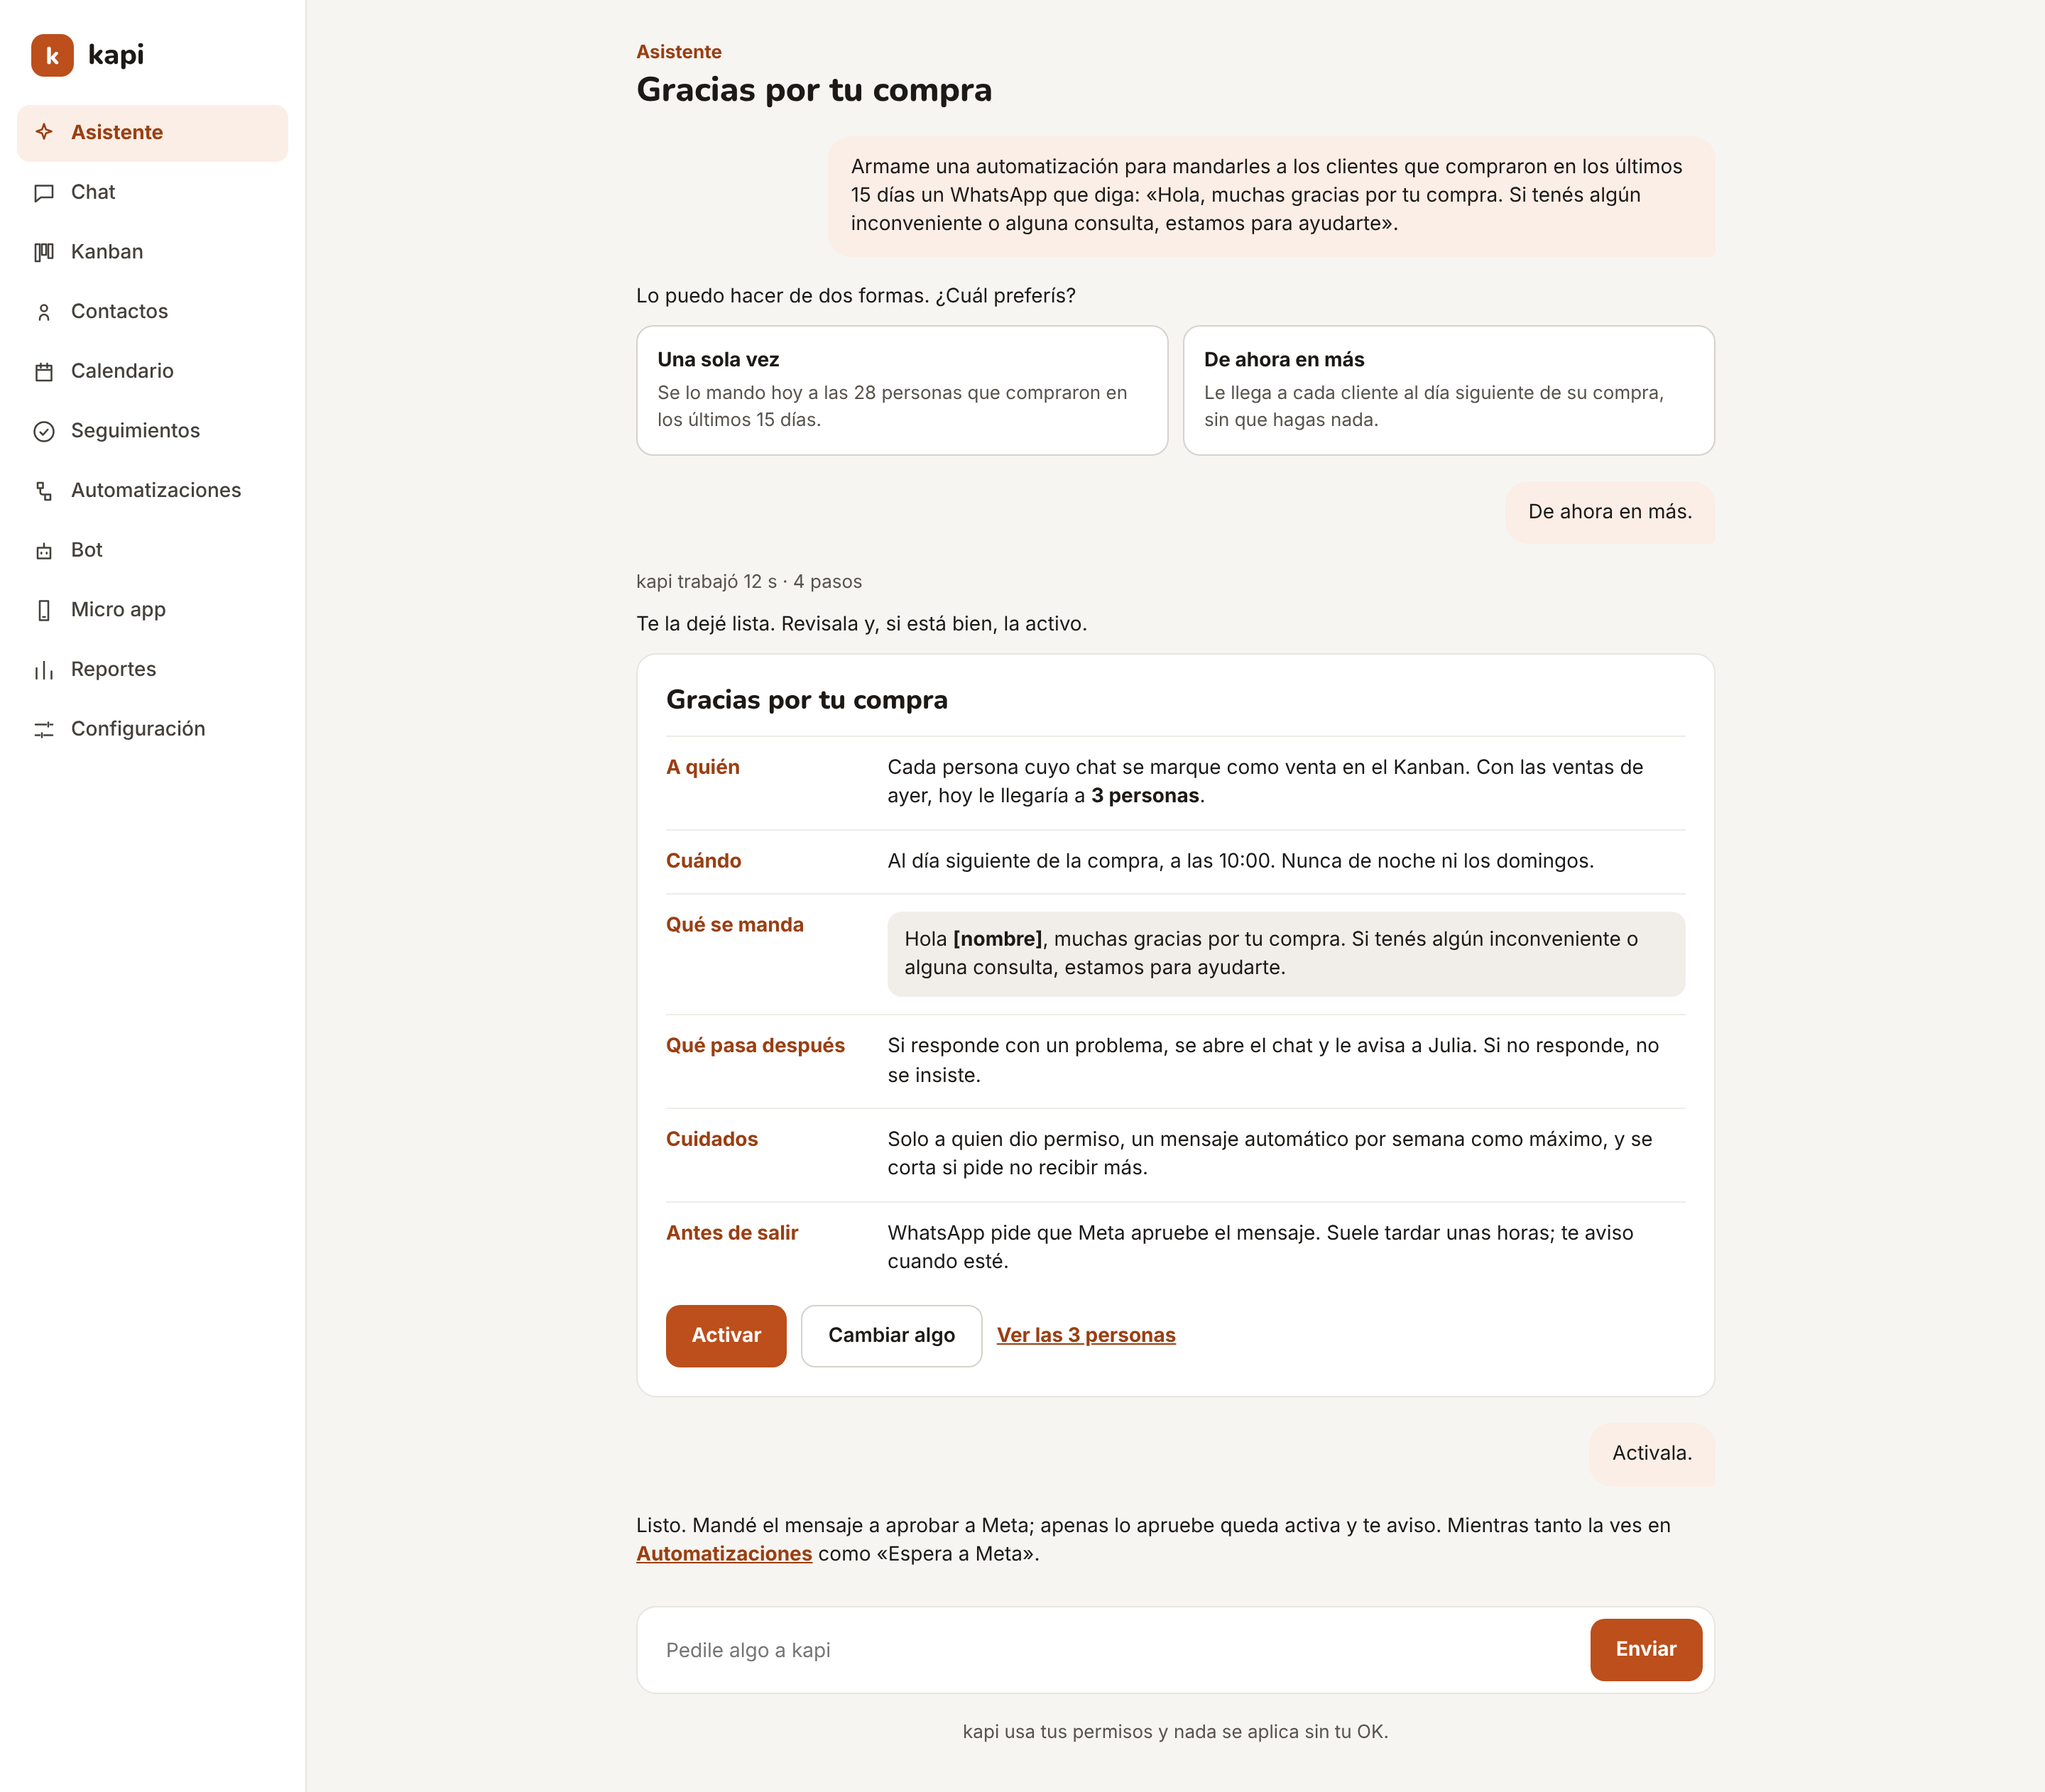 k kapi
Asistente
Chat
Kanban
Contactos
Calendario
Seguimientos
Automatizaciones
Bot
Micro app
Reportes
Configuración
Asistente
Gracias por tu compra
Armame una automatización para mandarles a los clientes que compraron en los últimos
15 días un WhatsApp que diga: «Hola, muchas gracias por tu compra. Si tenés algún
inconveniente o alguna consulta, estamos para ayudarte».
Lo puedo hacer de dos formas. ¿Cuál preferís?
Una sola vez
Se lo mando hoy a las 28 personas que compraron en
los últimos 15 días.
De ahora en más
Le llega a cada cliente al día siguiente de su compra,
sin que hagas nada.
De ahora en más.
kapi trabajó 12 s · 4 pasos
Te la dejé lista. Revisala y, si está bien, la activo.
Gracias por tu compra
A quién
Cada persona cuyo chat se marque como venta en el Kanban. Con las ventas de
ayer, hoy le llegaría a 3 personas.
Cuándo
Al día siguiente de la compra, a las 10:00. Nunca de noche ni los domingos.
Qué se manda
Hola [nombre], muchas gracias por tu compra. Si tenés algún inconveniente o
alguna consulta, estamos para ayudarte.
Qué pasa después
Si responde con un problema, se abre el chat y le avisa a Julia. Si no responde, no
se insiste.
Cuidados
Solo a quien dio permiso, un mensaje automático por semana como máximo, y se
corta si pide no recibir más.
Antes de salir
WhatsApp pide que Meta apruebe el mensaje. Suele tardar unas horas; te aviso
cuando esté.
Activar
Cambiar algo
Ver las 3 personas
Activala.
Listo. Mandé el mensaje a aprobar a Meta; apenas lo apruebe queda activa y te aviso. Mientras tanto la ves en
Automatizaciones como «Espera a Meta».
Pedile algo a kapi
Enviar
kapi usa tus permisos y nada se aplica sin tu OK.